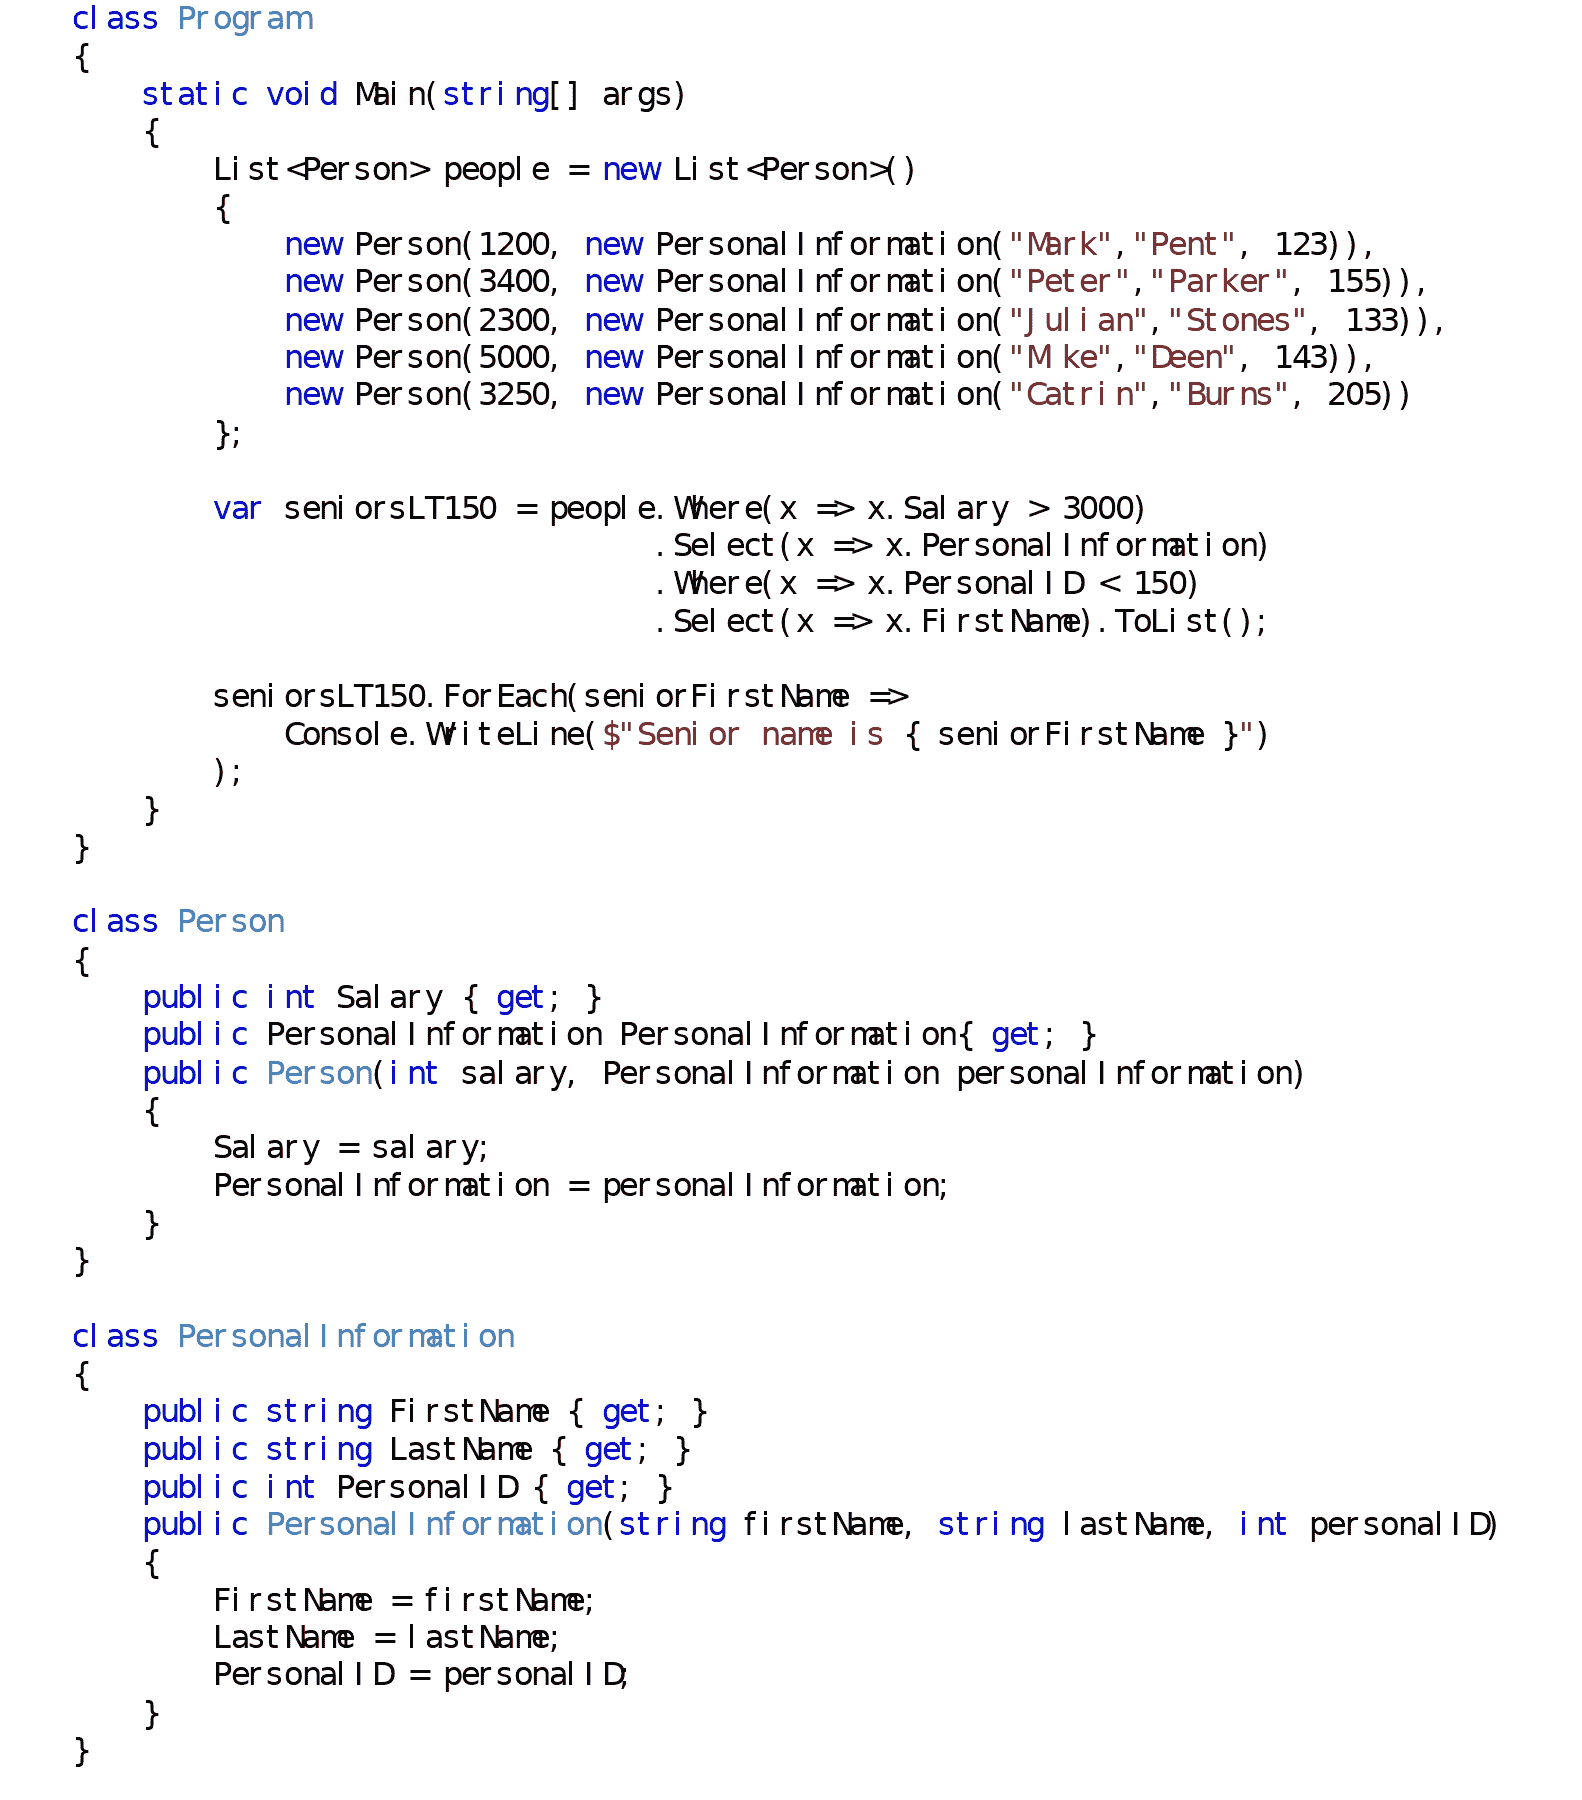 class Program
{
    static void Main(string[] args)
    {
        List<Person> people = new List<Person>()
        {
            new Person(1200, new PersonalInformation("Mark","Pent", 123)),
            new Person(3400, new PersonalInformation("Peter","Parker", 155)),
            new Person(2300, new PersonalInformation("Julian","Stones", 133)),
            new Person(5000, new PersonalInformation("Mike","Deen", 143)),
            new Person(3250, new PersonalInformation("Catrin","Burns", 205))
        };

        var seniorsLT150 = people.Where(x => x.Salary > 3000)
                                 .Select(x => x.PersonalInformation)
                                 .Where(x => x.PersonalID < 150)
                                 .Select(x => x.FirstName).ToList();

        seniorsLT150.ForEach(seniorFirstName =>
            Console.WriteLine($"Senior name is { seniorFirstName }")
        );
    }
}

class Person
{
    public int Salary { get; }
    public PersonalInformation PersonalInformation{ get; }
    public Person(int salary, PersonalInformation personalInformation)
    {
        Salary = salary;
        PersonalInformation = personalInformation;
    }
}

class PersonalInformation
{
    public string FirstName { get; }
    public string LastName { get; }
    public int PersonalID { get; }
    public PersonalInformation(string firstName, string lastName, int personalID)
    {
        FirstName = firstName;
        LastName = lastName;
        PersonalID = personalID;
    }
}